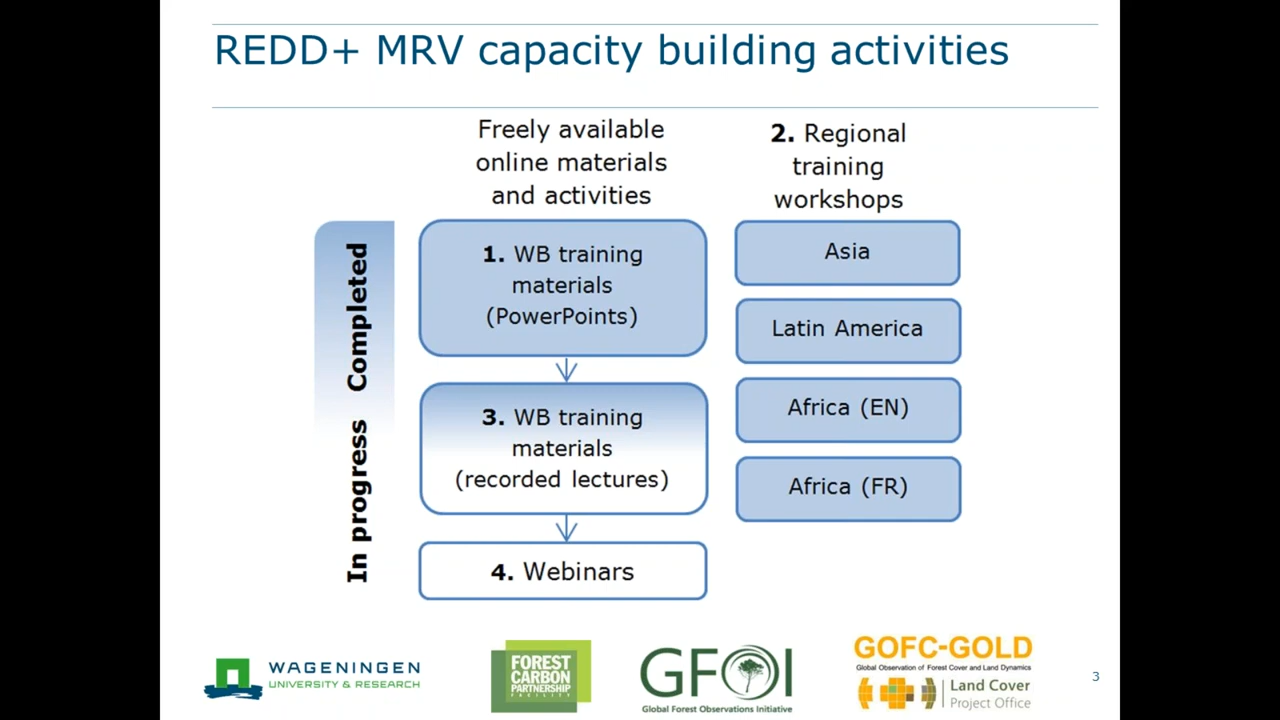 REDD+ MRV capacity building activities
Freely available
online materials
and activities
2. Regional
training
workshops
Completed
In progress
1. WB training
materials
(PowerPoints)
3. WB training
materials
(recorded lectures)
4. Webinars
Asia
Latin America
Africa (EN)
Africa (FR)
WAGENINGEN
UNIVERSITY & RESEARCH
FOREST
CARBON
PARTNERSHIP
FACILITY
GFOI
Global Forest Observations Initiative
GOFC-GOLD
Global Observation of Forest Cover and Land Dynamics
Land Cover
Project Office
3